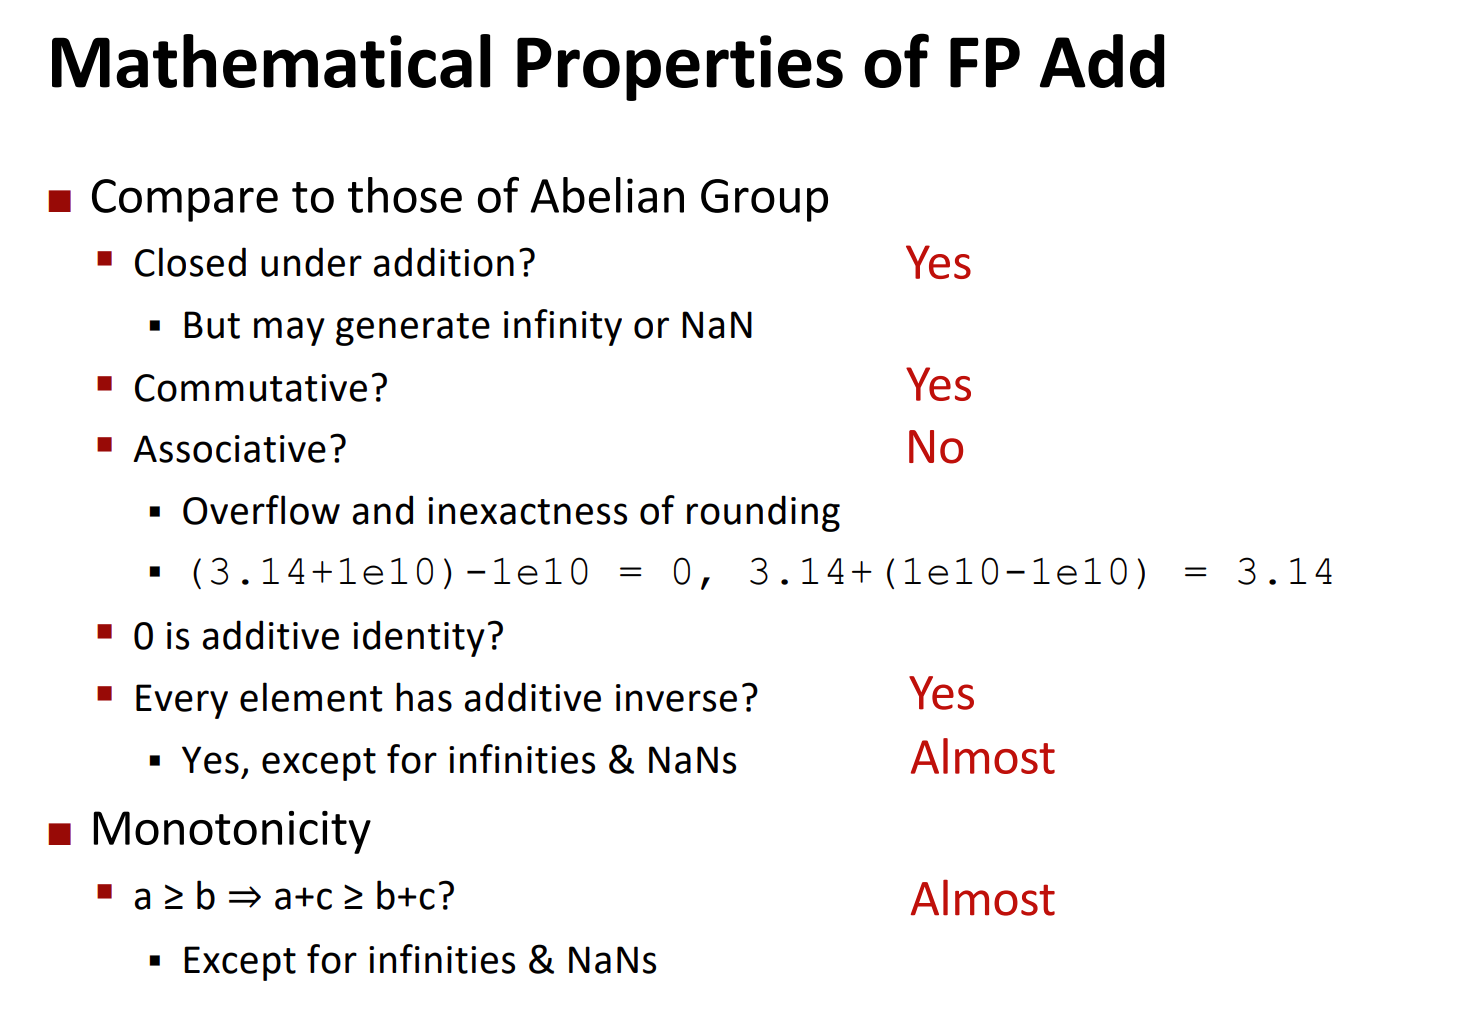 Mathematical Properties of FP Add
Compare to those of Abelian Group
Closed under addition? Yes
But may generate infinity or NaN
Commutative? Yes
Associative? No
Overflow and inexactness of rounding
(3.14+1e10)-1e10 = 0, 3.14+(1e10-1e10) = 3.14
0 is additive identity?
Every element has additive inverse? Yes
Yes, except for infinities & NaNs Almost
Monotonicity
a ≥ b ⇒ a+c ≥ b+c? Almost
Except for infinities & NaNs